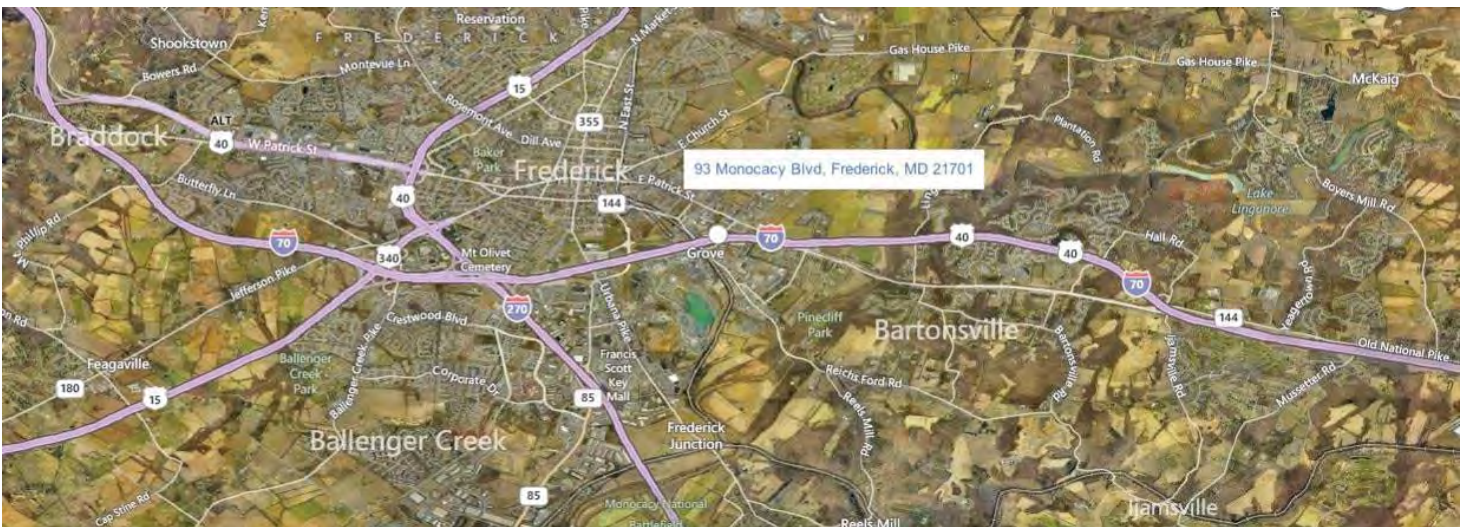 Reservation
Pike
N Market
Shookstown
FREDERICK
Bowers Rd
Montevue Ln
Gas House Pike
Gas House Pike
McKaig
15
ALT
40
Rosemont Ave
355
N East St
Dill Ave
E Church St
Plantation Rd
Braddock
W Patrick St
Baker
Park
Frederick
93 Monocacy Blvd, Frederick, MD 21701
Butterfly Ln
40
144
E Patrick St
Lake
Linganore
Boyers Mill Rd
70
340
Mt Olivet
Cemetery
Grove
70
40
40
Hall Rd
70
Jefferson Pike
270
Urbana Pike
Pinecliff
Park
Bartonsville
144
Old National Pike
Crestwood Blvd
Feagaville
Ballenger
Creek
Park
Ballenger Creek Pike
Francis
Scott
Key
Mall
Corporate Dr
Reichs Ford Rd
Bartonsville Rd
Ijamsville Rd
Mussetter Rd
180
15
85
Reels Mill Rd
Ballenger Creek
Frederick
Junction
85
Cap Stine Rd
Monocacy National
Battlefield
Reels Mill
Ijamsville